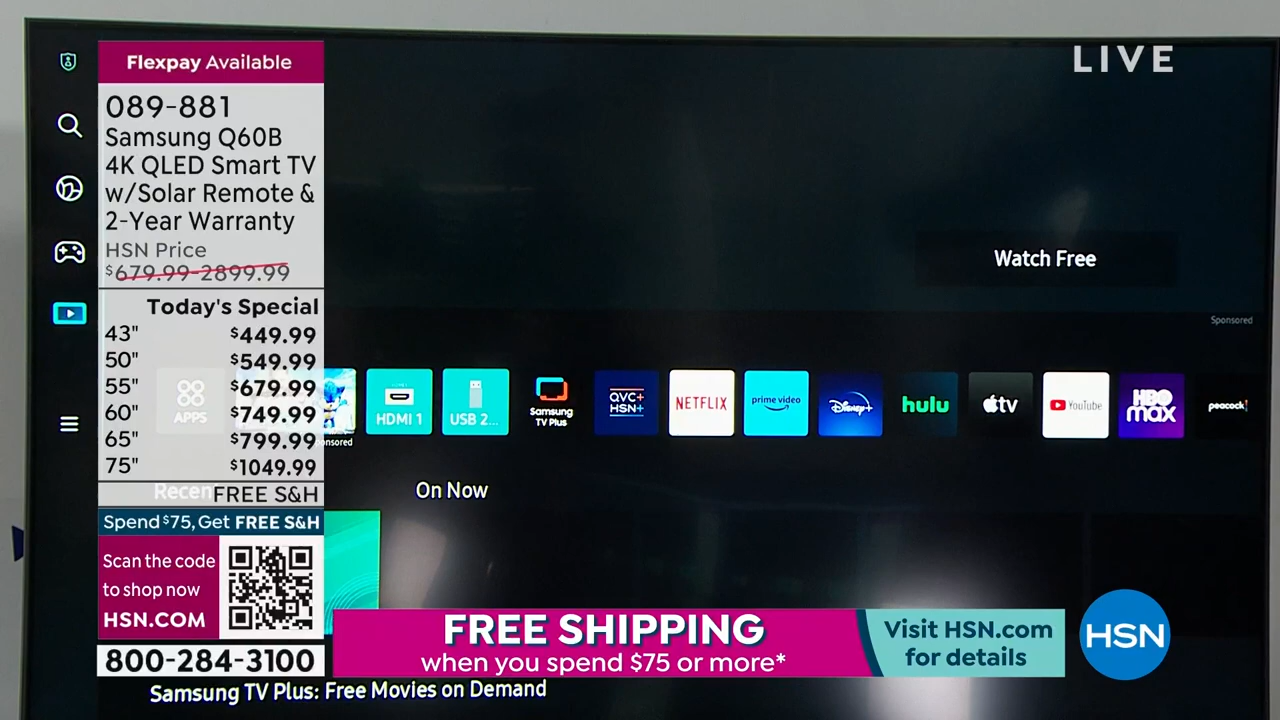 LIVE
Flexpay Available
089-881
Samsung Q60B
4K QLED Smart TV
w/Solar Remote &
2-Year Warranty
HSN Price
$679.99-2899.99
Today's Special
43" $449.99
50" $549.99
55" $679.99
60" $749.99
65" $799.99
75" $1049.99
FREE S&H
Spend $75, Get FREE S&H
Scan the code
to shop now
HSN.COM
800-284-3100
Watch Free
Sponsored
APPS
Sponsored
HDMI 1
USB 2...
Samsung
TV Plus
QVC+
HSN+
NETFLIX
prime video
Disney+
hulu
tv
YouTube
HBO
max
peacock
Recen
On Now
FREE SHIPPING
when you spend $75 or more*
Visit HSN.com
for details
HSN
Samsung TV Plus: Free Movies on Demand